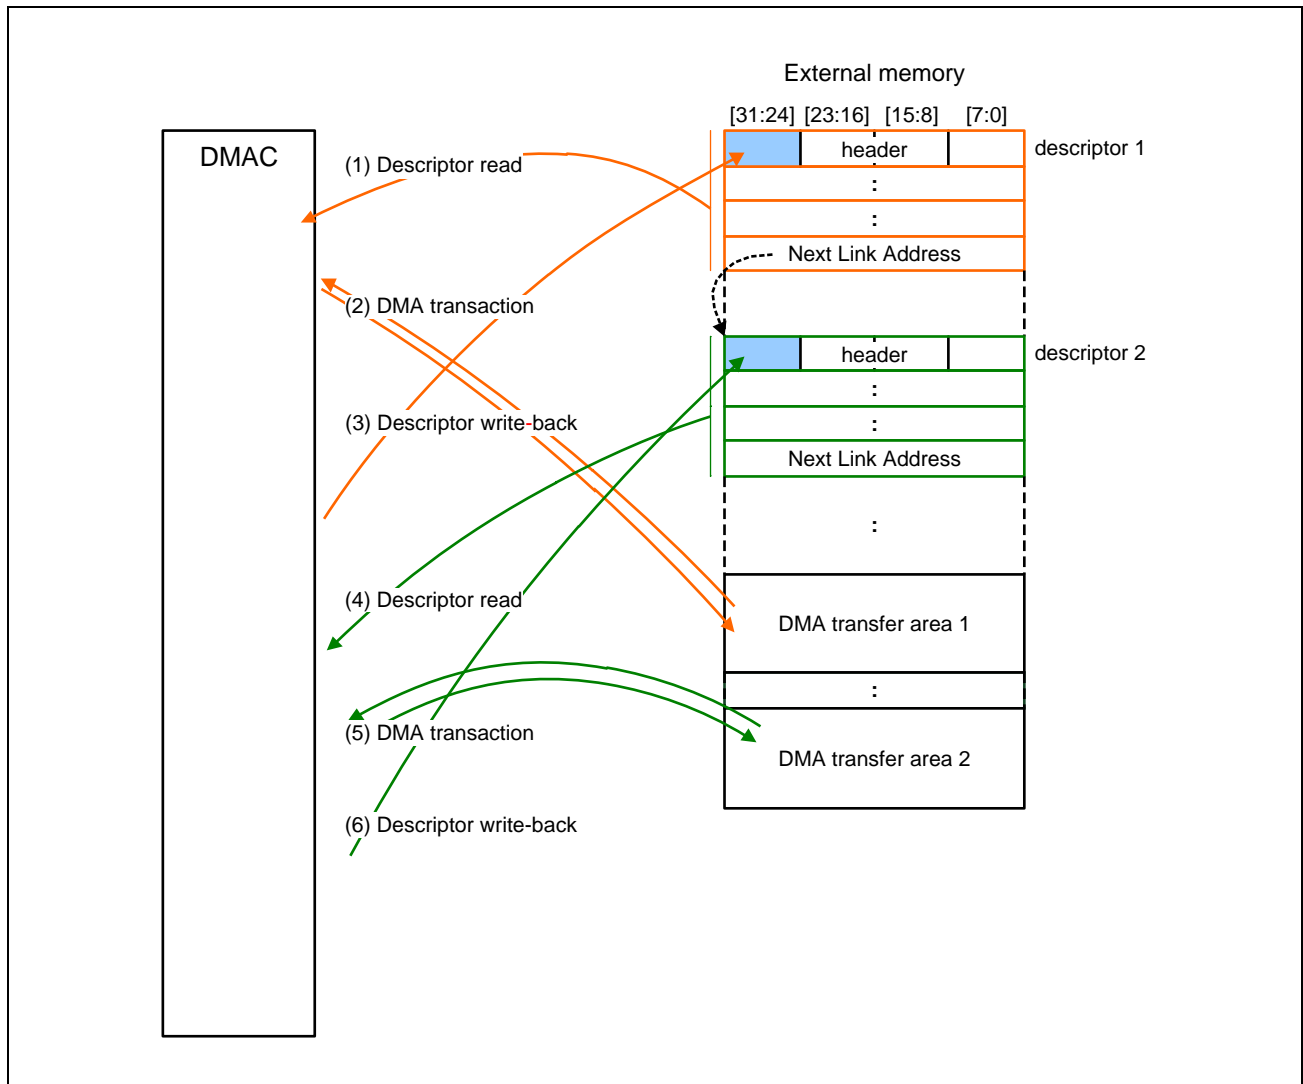 External memory
[31:24] [23:16] [15:8] [7:0]
DMAC
header
descriptor 1
(1) Descriptor read
:
:
Next Link Address
(2) DMA transaction
header
descriptor 2
:
(3) Descriptor write-back
:
Next Link Address
:
(4) Descriptor read
DMA transfer area 1
:
(5) DMA transaction
DMA transfer area 2
(6) Descriptor write-back